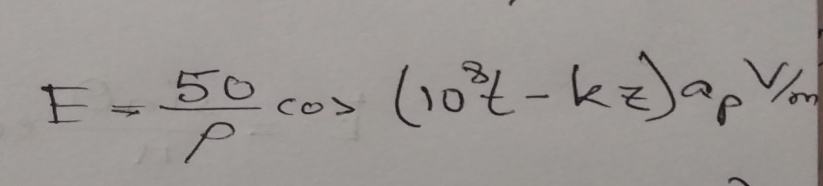 E = 50/ρ cos (10⁸t - kz) aρ V/m